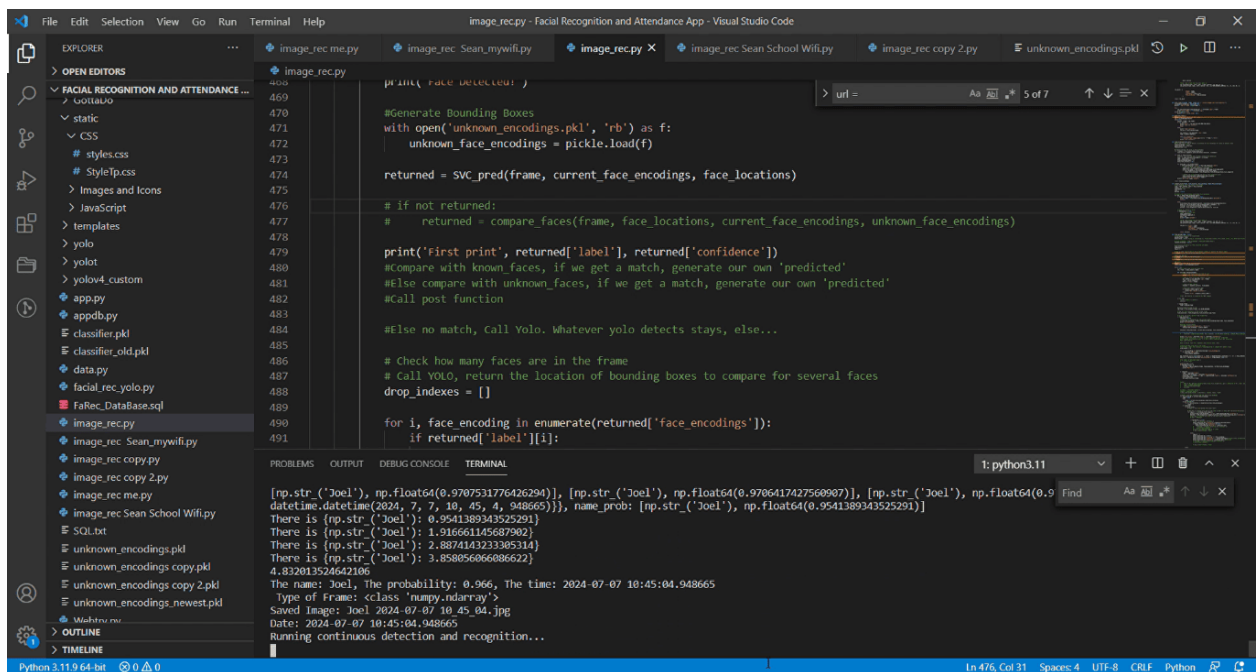 File Edit Selection View Go Run Terminal Help
image_rec.py - Facial Recognition and Attendance App - Visual Studio Code
EXPLORER
image_rec me.py
image_rec Sean_mywifi.py
image_rec.py
image_rec Sean School Wifi.py
image_rec copy 2.py
unknown_encodings.pkl
OPEN EDITORS
FACIAL RECOGNITION AND ATTENDANCE ...
GottaDo
static
CSS
# styles.css
# StyleTp.css
Images and Icons
JavaScript
templates
yolo
yolot
yolov4_custom
app.py
appdb.py
classifier.pkl
classifier_old.pkl
data.py
facial_rec_yolo.py
FaRec_DataBase.sql
image_rec.py
image_rec Sean_mywifi.py
image_rec copy.py
image_rec copy 2.py
image_rec me.py
image_rec Sean School Wifi.py
SQL.txt
unknown_encodings.pkl
unknown_encodings copy.pkl
unknown_encodings copy 2.pkl
unknown_encodings_newest.pkl
Webtry.py
OUTLINE
TIMELINE
image_rec.py
url = Aa Abl .* 5 of 7
468 print('Face Detected!')
469
470 #Generate Bounding Boxes
471 with open('unknown_encodings.pkl', 'rb') as f:
472 unknown_face_encodings = pickle.load(f)
473
474 returned = SVC_pred(frame, current_face_encodings, face_locations)
475
476 # if not returned:
477 # returned = compare_faces(frame, face_locations, current_face_encodings, unknown_face_encodings)
478
479 print('First print', returned['label'], returned['confidence'])
480 #Compare with known_faces, if we get a match, generate our own 'predicted'
481 #Else compare with unknown_faces, if we get a match, generate our own 'predicted'
482 #Call post function
483
484 #Else no match, Call Yolo. Whatever yolo detects stays, else...
485
486 # Check how many faces are in the frame
487 # Call YOLO, return the location of bounding boxes to compare for several faces
488 drop_indexes = []
489
490 for i, face_encoding in enumerate(returned['face_encodings']):
491 if returned['label'][i]:
PROBLEMS OUTPUT DEBUG CONSOLE TERMINAL
1: python3.11
Find Aa Abl .*
[np.str_('Joel'), np.float64(0.9707531776426294)], [np.str_('Joel'), np.float64(0.9706417427560907)], [np.str_('Joel'), np.float64(0.9
datetime.datetime(2024, 7, 7, 10, 45, 4, 948665)}}, name_prob: [np.str_('Joel'), np.float64(0.9541389343525291)]
There is {np.str_('Joel'): 0.9541389343525291}
There is {np.str_('Joel'): 1.916661145687902}
There is {np.str_('Joel'): 2.8874143233305314}
There is {np.str_('Joel'): 3.858056066086622}
4.832013524642106
The name: Joel, The probability: 0.966, The time: 2024-07-07 10:45:04.948665
Type of Frame: <class 'numpy.ndarray'>
Saved Image: Joel 2024-07-07 10_45_04.jpg
Date: 2024-07-07 10:45:04.948665
Running continuous detection and recognition...
Python 3.11.9 64-bit 0 0 Ln 476, Col 31 Spaces: 4 UTF-8 CRLF Python